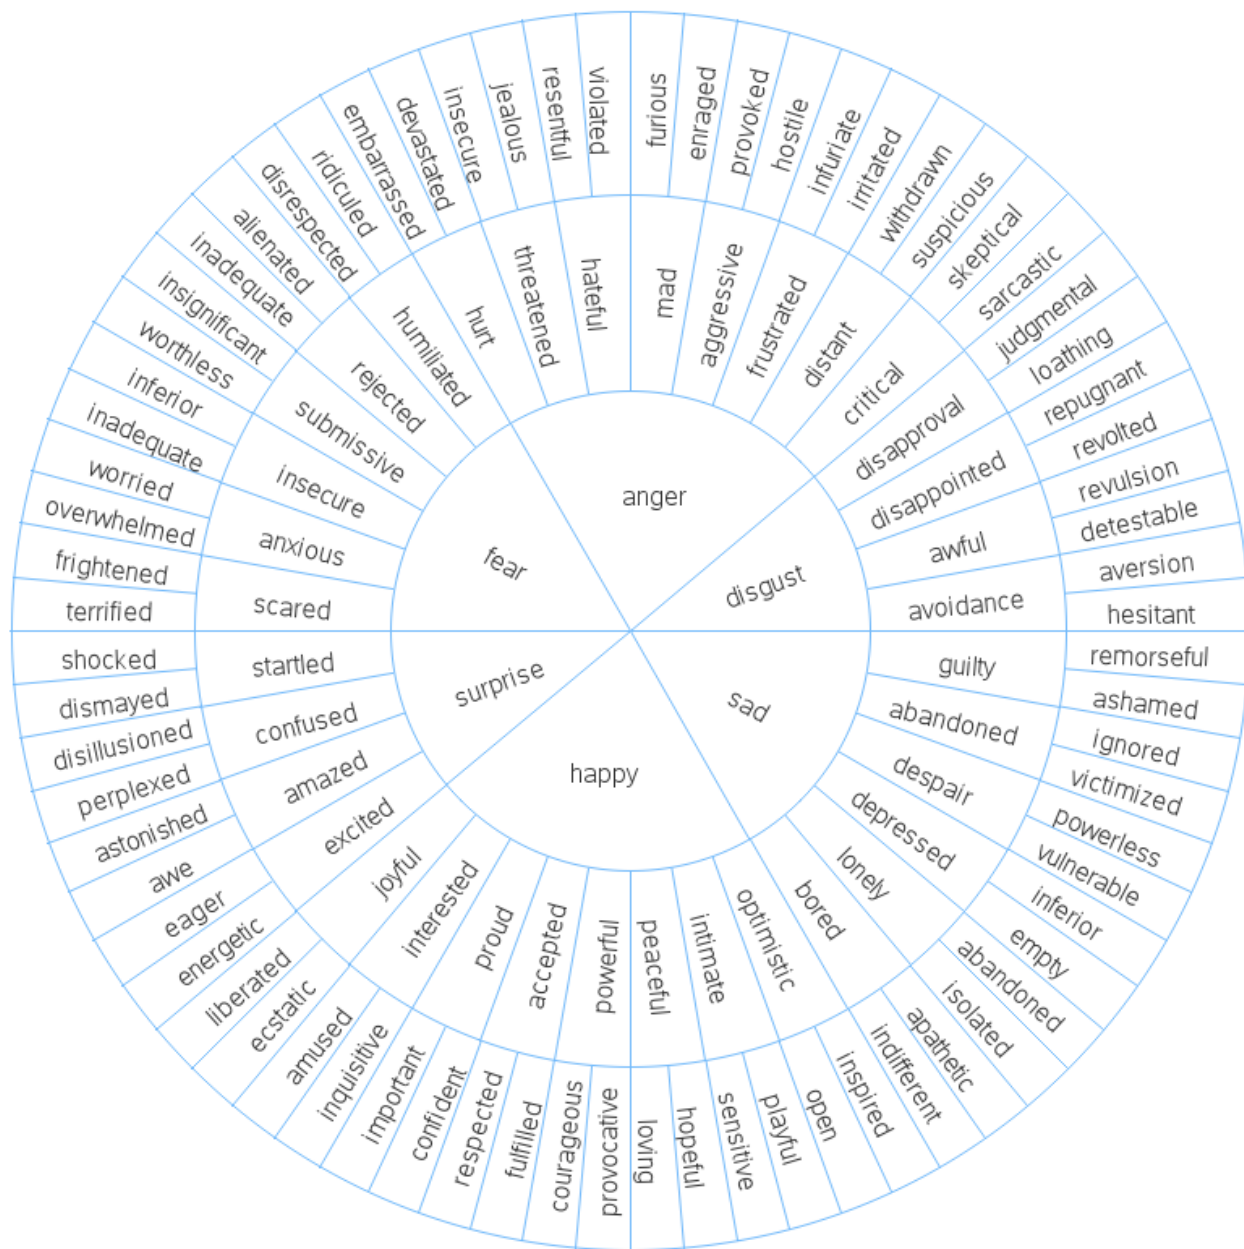 anger
disgust
sad
happy
surprise
fear
mad
aggressive
frustrated
distant
critical
disapproval
disappointed
awful
avoidance
guilty
abandoned
despair
depressed
lonely
bored
optimistic
intimate
peaceful
powerful
accepted
proud
interested
joyful
excited
amazed
confused
startled
scared
anxious
insecure
submissive
rejected
humiliated
hurt
threatened
hateful
furious
enraged
provoked
hostile
infuriate
irritated
withdrawn
suspicious
skeptical
sarcastic
judgmental
loathing
repugnant
revolted
revulsion
detestable
aversion
hesitant
remorseful
ashamed
ignored
victimized
powerless
vulnerable
inferior
empty
abandoned
isolated
apathetic
indifferent
inspired
open
playful
sensitive
hopeful
loving
provocative
courageous
fulfilled
respected
confident
important
inquisitive
amused
ecstatic
liberated
energetic
eager
awe
astonished
perplexed
disillusioned
dismayed
shocked
terrified
frightened
overwhelmed
worried
inadequate
inferior
worthless
insignificant
inadequate
alienated
disrespected
ridiculed
embarrassed
devastated
insecure
jealous
resentful
violated